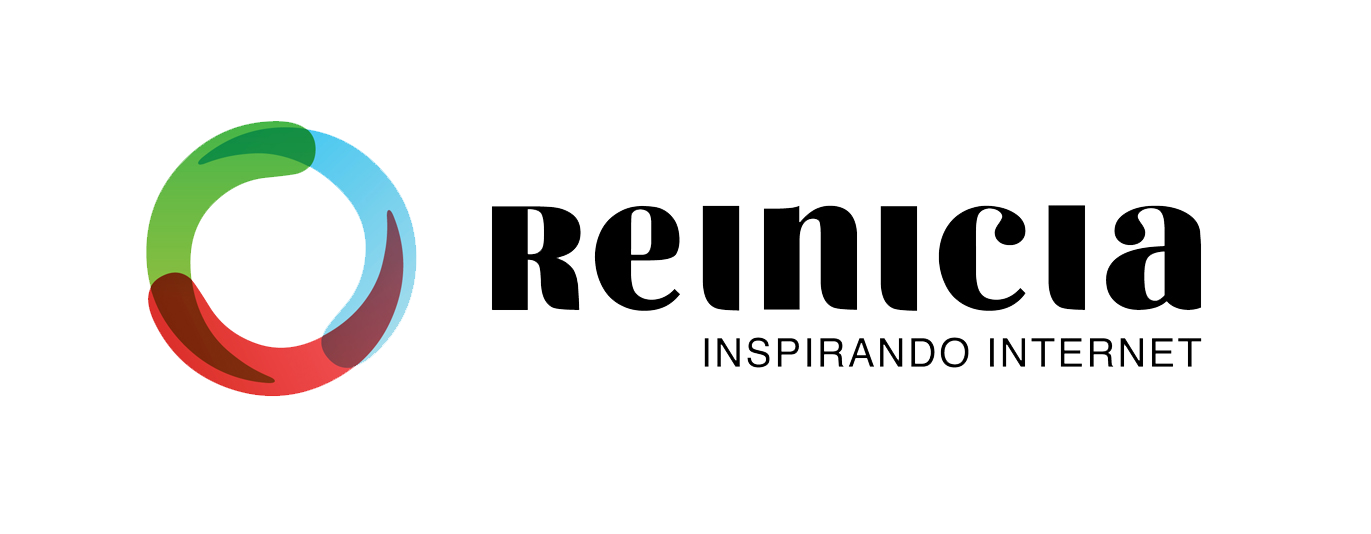 Reinicia
INSPIRANDO INTERNET